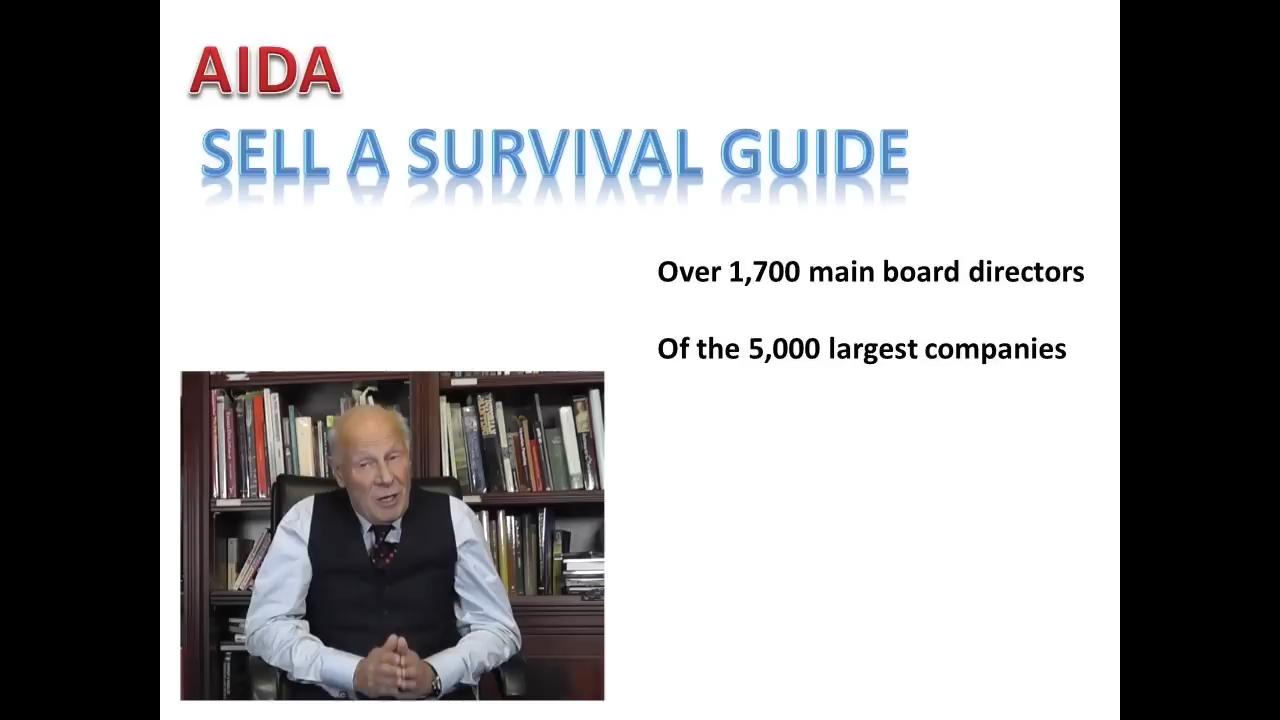 AIDA
SELL A SURVIVAL GUIDE
Over 1,700 main board directors
Of the 5,000 largest companies